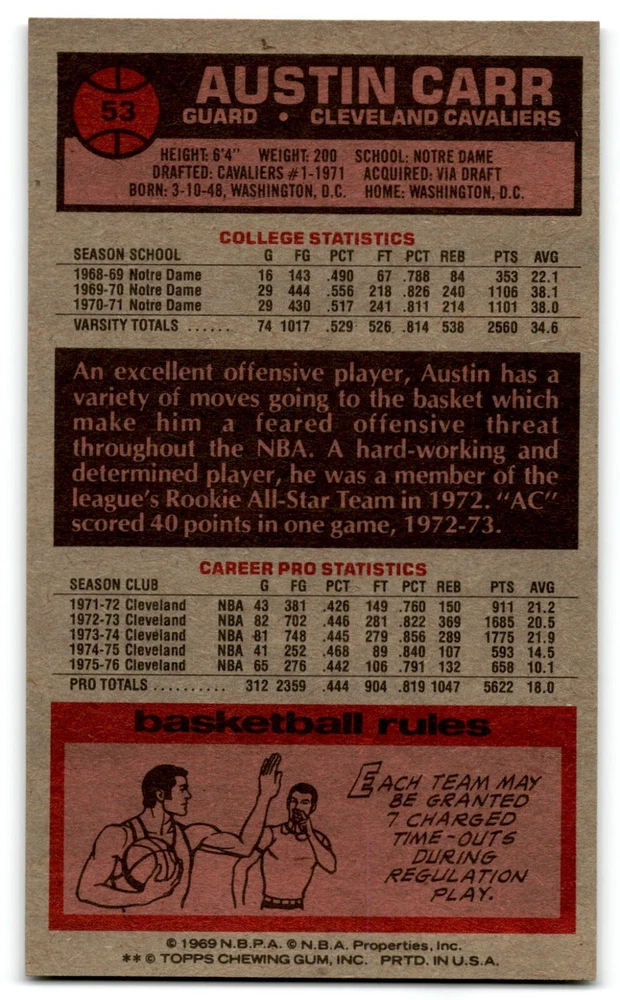 53
AUSTIN CARR
GUARD • CLEVELAND CAVALIERS
HEIGHT: 6'4" WEIGHT: 200 SCHOOL: NOTRE DAME
DRAFTED: CAVALIERS #1-1971 ACQUIRED: VIA DRAFT
BORN: 3-10-48, WASHINGTON, D.C. HOME: WASHINGTON, D.C.
COLLEGE STATISTICS
SEASON SCHOOL G FG PCT FT PCT REB PTS AVG
1968-69 Notre Dame 16 143 .490 67 .788 84 353 22.1
1969-70 Notre Dame 29 444 .556 218 .826 240 1106 38.1
1970-71 Notre Dame 29 430 .517 241 .811 214 1101 38.0
VARSITY TOTALS ...... 74 1017 .529 526 .814 538 2560 34.6
An excellent offensive player, Austin has a
variety of moves going to the basket which
make him a feared offensive threat
throughout the NBA. A hard-working and
determined player, he was a member of the
league's Rookie All-Star Team in 1972. "AC"
scored 40 points in one game, 1972-73.
CAREER PRO STATISTICS
SEASON CLUB G FG PCT FT PCT REB PTS AVG
1971-72 Cleveland NBA 43 381 .426 149 .760 150 911 21.2
1972-73 Cleveland NBA 82 702 .446 281 .822 369 1685 20.5
1973-74 Cleveland NBA 81 748 .445 279 .856 289 1775 21.9
1974-75 Cleveland NBA 41 252 .468 89 .840 107 593 14.5
1975-76 Cleveland NBA 65 276 .442 106 .791 132 658 10.1
PRO TOTALS .......... 312 2359 .444 904 .819 1047 5622 18.0
basketball rules
EACH TEAM MAY
BE GRANTED
7 CHARGED
TIME-OUTS
DURING
REGULATION
PLAY.
© 1969 N.B.P.A. © N.B.A. Properties, Inc.
** © TOPPS CHEWING GUM, INC. PRTD. IN U.S.A.